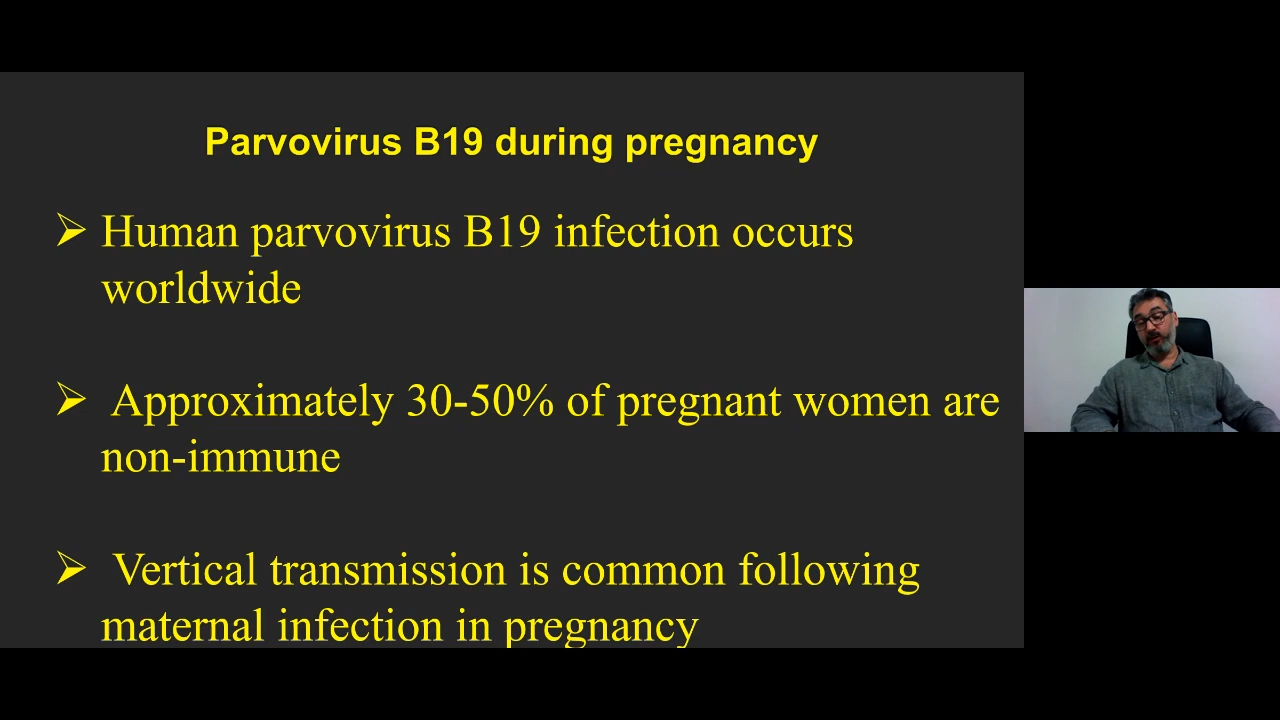 Parvovirus B19 during pregnancy
➢ Human parvovirus B19 infection occurs
worldwide
➢ Approximately 30-50% of pregnant women are
non-immune
➢ Vertical transmission is common following
maternal infection in pregnancy